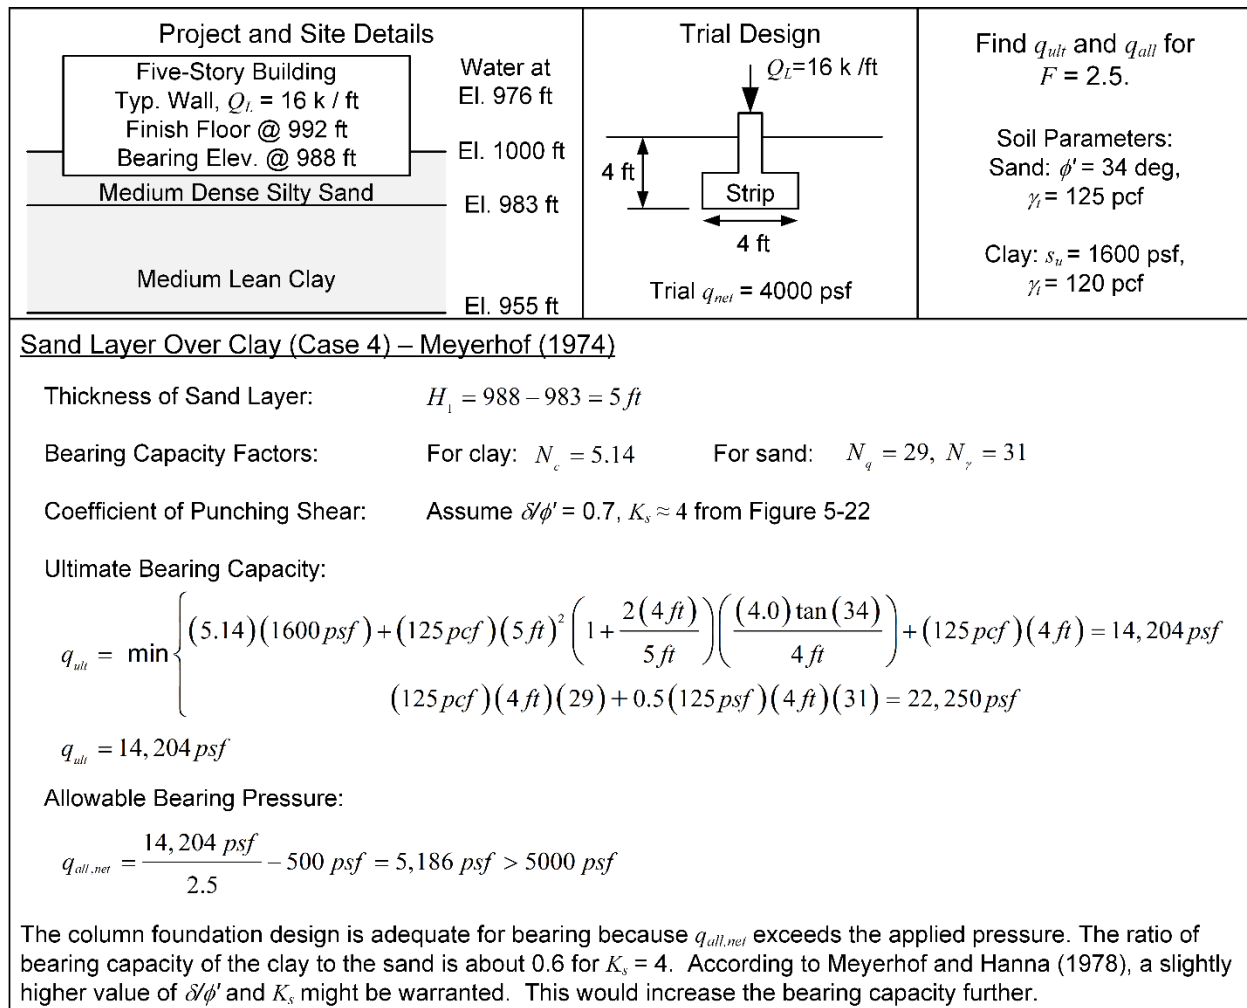 Project and Site Details
Five-Story Building
Typ. Wall, Q_L = 16 k / ft
Finish Floor @ 992 ft
Bearing Elev. @ 988 ft
Medium Dense Silty Sand
Medium Lean Clay
Water at
El. 976 ft
El. 1000 ft
El. 983 ft
El. 955 ft
Trial Design
Q_L=16 k /ft
4 ft
Strip
4 ft
Trial q_net = 4000 psf
Find q_ult and q_all for
F = 2.5.
Soil Parameters:
Sand: ϕ′ = 34 deg,
γ_t = 125 pcf
Clay: s_u = 1600 psf,
γ_t = 120 pcf
Sand Layer Over Clay (Case 4) – Meyerhof (1974)
Thickness of Sand Layer: H_1 = 988 − 983 = 5 ft
Bearing Capacity Factors: For clay: N_c = 5.14 For sand: N_q = 29, N_γ = 31
Coefficient of Punching Shear: Assume δ/ϕ′ = 0.7, K_s ≈ 4 from Figure 5-22
Ultimate Bearing Capacity:
q_ult = min { (5.14)(1600 psf) + (125 pcf)(5 ft)^2 (1 + 2(4 ft)/5 ft) ((4.0) tan(34)/4 ft) + (125 pcf)(4 ft) = 14,204 psf
(125 pcf)(4 ft)(29) + 0.5(125 psf)(4 ft)(31) = 22,250 psf
q_ult = 14,204 psf
Allowable Bearing Pressure:
q_all,net = 14,204 psf / 2.5 − 500 psf = 5,186 psf > 5000 psf
The column foundation design is adequate for bearing because q_all,net exceeds the applied pressure. The ratio of
bearing capacity of the clay to the sand is about 0.6 for K_s = 4. According to Meyerhof and Hanna (1978), a slightly
higher value of δ/ϕ′ and K_s might be warranted. This would increase the bearing capacity further.